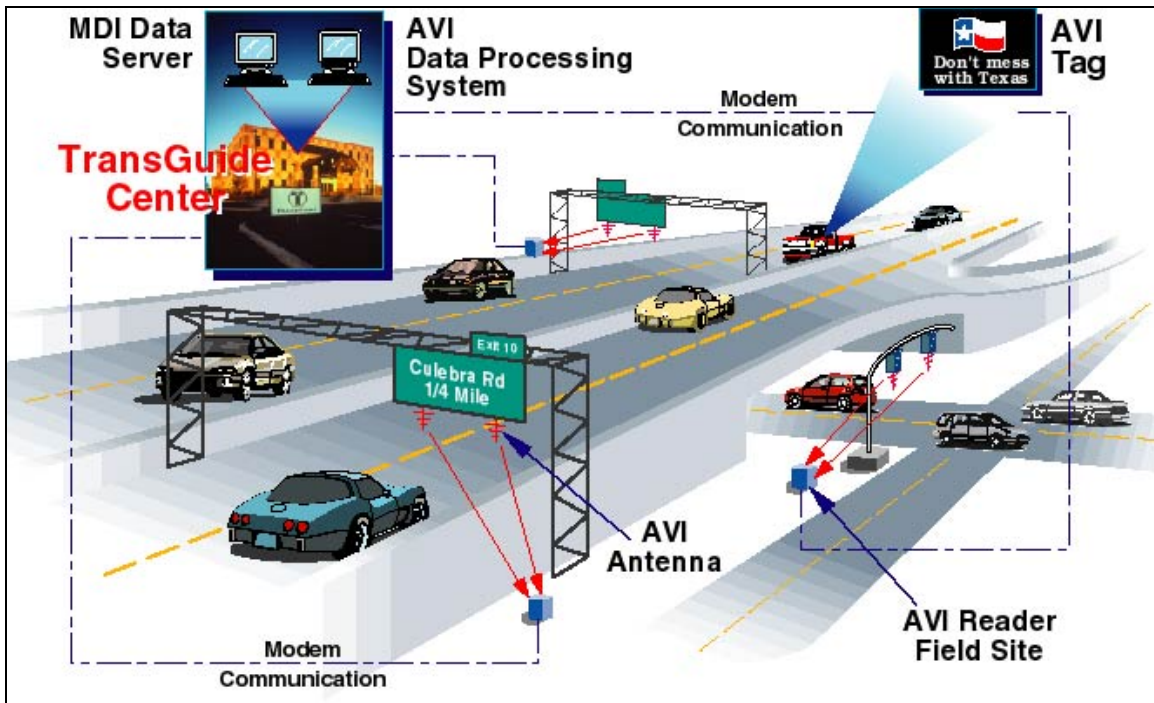 MDI Data
Server
AVI
Data Processing
System
Don't mess
with Texas
AVI
Tag
Modem
Communication
TransGuide
Center
Exit 10
Culebra Rd
1/4 Mile
AVI
Antenna
AVI Reader
Field Site
Modem
Communication